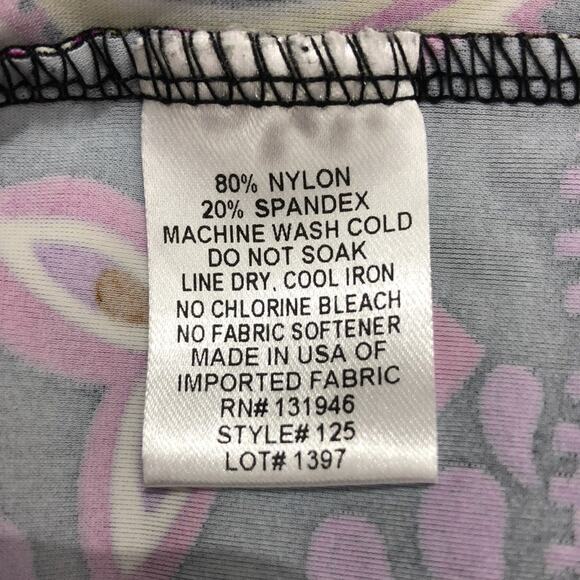 80% NYLON
20% SPANDEX
MACHINE WASH COLD
DO NOT SOAK
LINE DRY, COOL IRON
NO CHLORINE BLEACH
NO FABRIC SOFTENER
MADE IN USA OF
IMPORTED FABRIC
RN# 131946
STYLE# 125
LOT# 1397